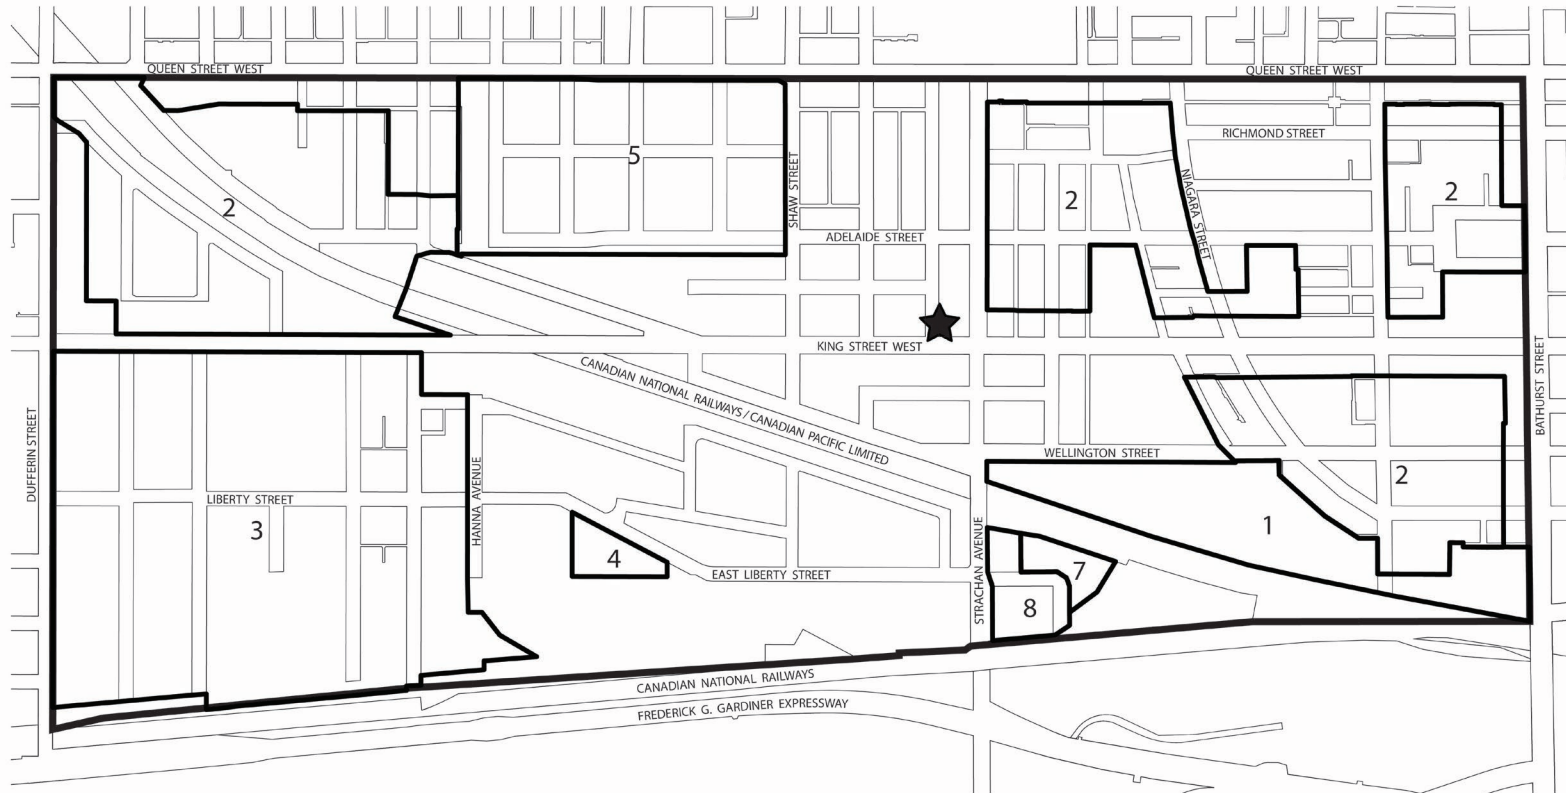 QUEEN STREET WEST
QUEEN STREET WEST
RICHMOND STREET
5
SHAW STREET
2
NIAGARA STREET
2
2
ADELAIDE STREET
KING STREET WEST
BATHURST STREET
CANADIAN NATIONAL RAILWAYS / CANADIAN PACIFIC LIMITED
DUFFERIN STREET
WELLINGTON STREET
HANNA AVENUE
2
LIBERTY STREET
3
1
4
EAST LIBERTY STREET
STRACHAN AVENUE
7
8
CANADIAN NATIONAL RAILWAYS
FREDERICK G. GARDINER EXPRESSWAY